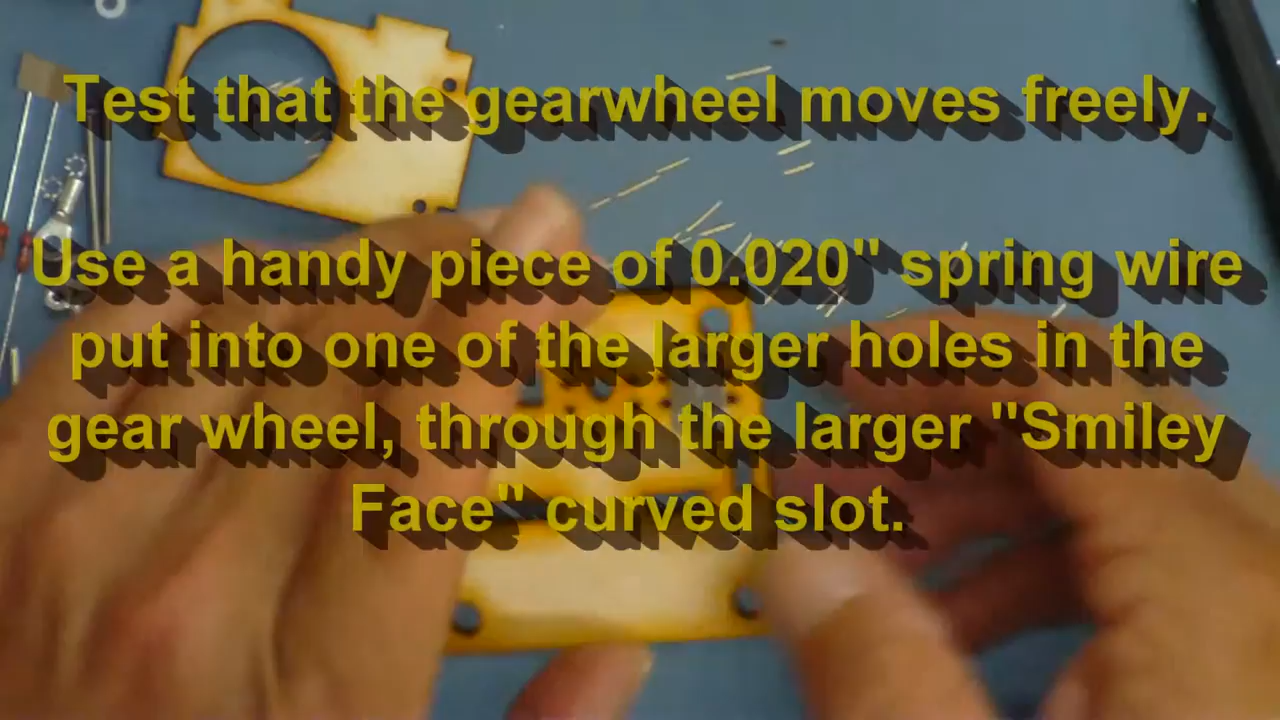 Test that the gearwheel moves freely.
Use a handy piece of 0.020" spring wire
put into one of the larger holes in the
gear wheel, through the larger "Smiley
Face" curved slot.